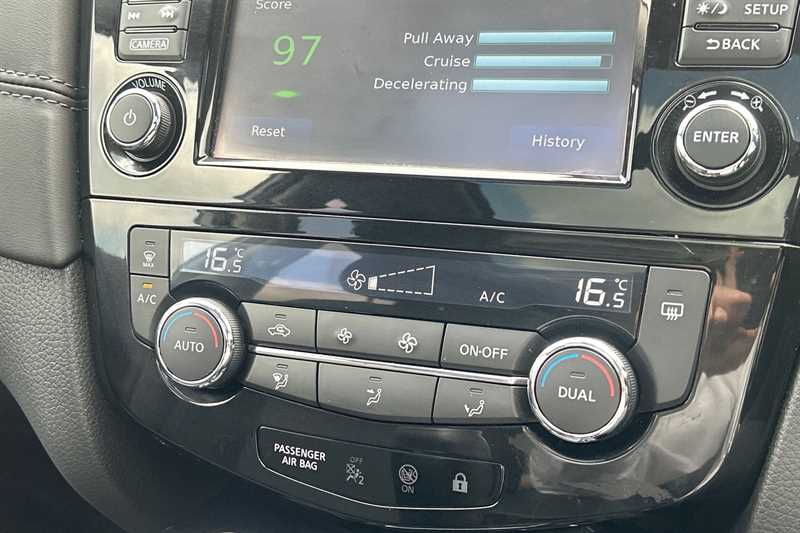 Score
97
Pull Away
Cruise
Decelerating
Reset
History
CAMERA
VOLUME
SETUP
BACK
ENTER
MAX
A/C
16.5 °C
A/C
16.5 °C
AUTO
ON·OFF
DUAL
PASSENGER
AIR BAG
OFF
2
ON